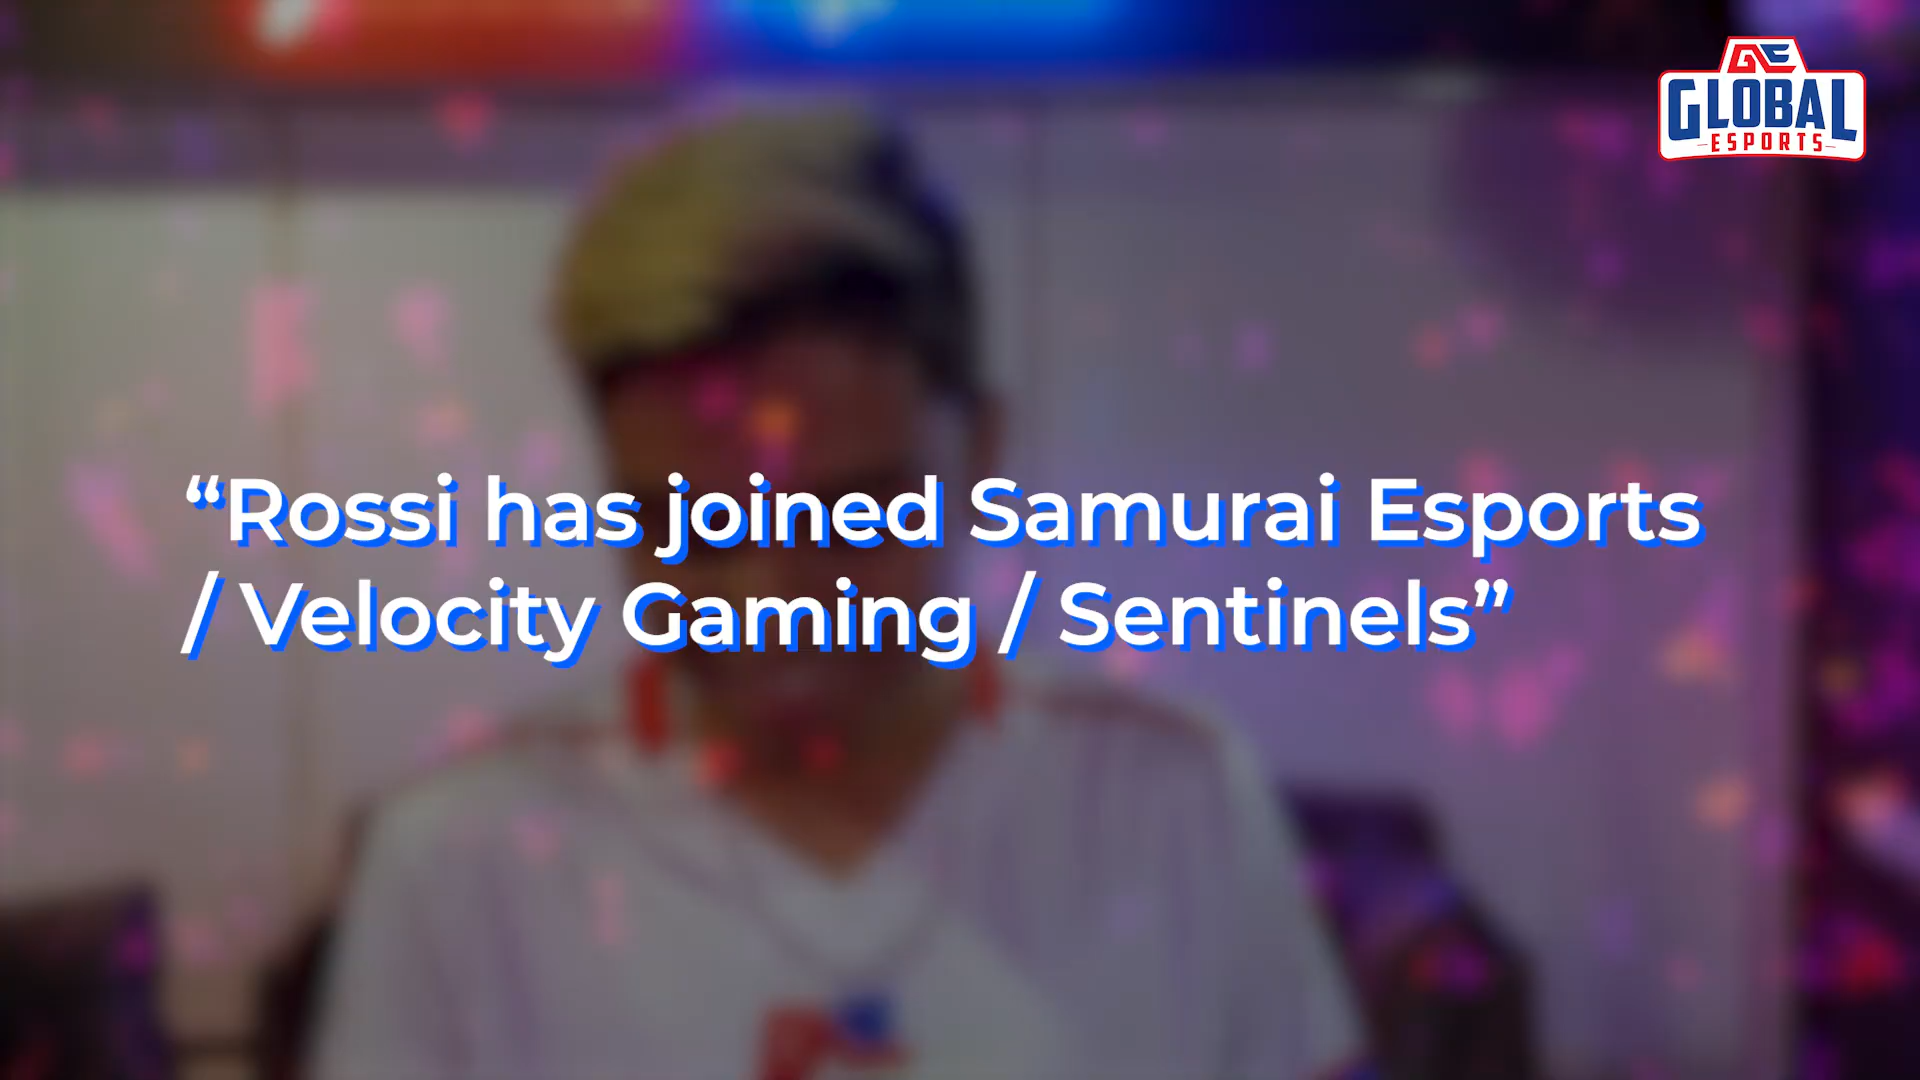 GE
GLOBAL
ESPORTS
“Rossi has joined Samurai Esports
/ Velocity Gaming / Sentinels”